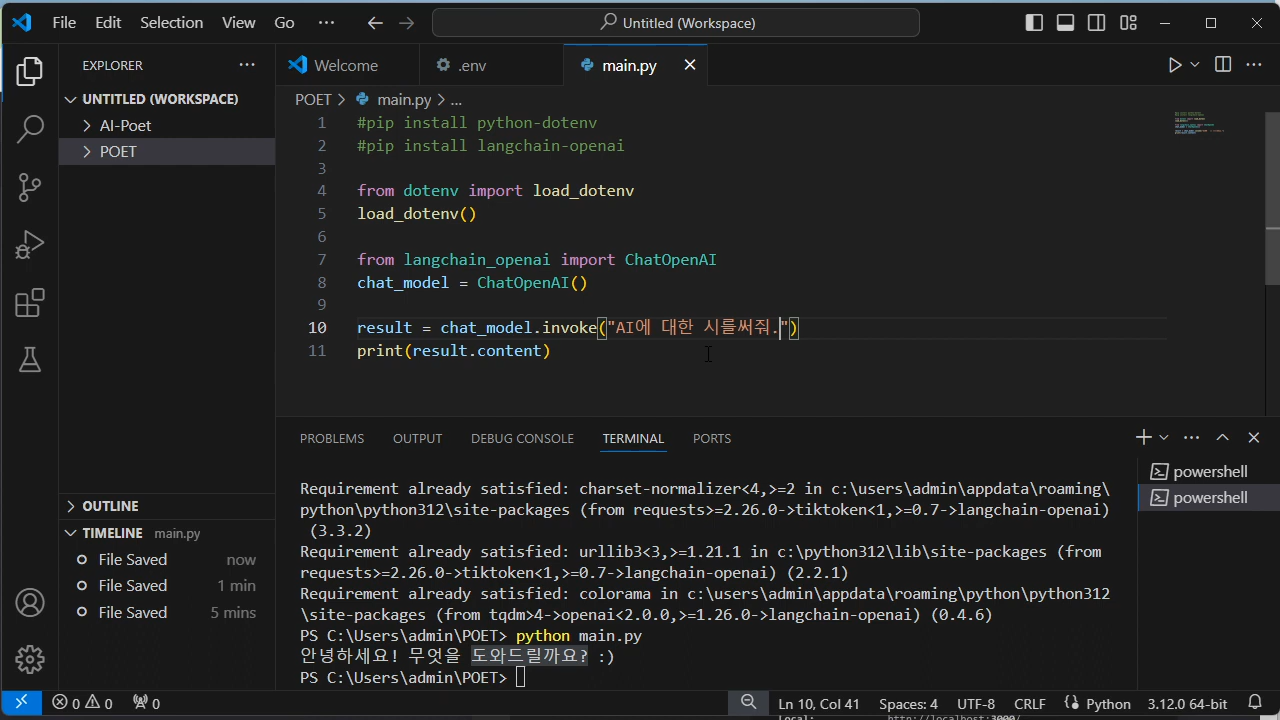 File Edit Selection View Go ··· Untitled (Workspace)
EXPLORER ···
UNTITLED (WORKSPACE)
AI-Poet
POET
OUTLINE
TIMELINE main.py
File Saved now
File Saved 1 min
File Saved 5 mins
Welcome .env main.py
POET > main.py > ...
1 #pip install python-dotenv
2 #pip install langchain-openai
3
4 from dotenv import load_dotenv
5 load_dotenv()
6
7 from langchain_openai import ChatOpenAI
8 chat_model = ChatOpenAI()
9
10 result = chat_model.invoke("AI에 대한 시를써줘.")
11 print(result.content)
PROBLEMS OUTPUT DEBUG CONSOLE TERMINAL PORTS
powershell
powershell
Requirement already satisfied: charset-normalizer<4,>=2 in c:\users\admin\appdata\roaming\
python\python312\site-packages (from requests>=2.26.0->tiktoken<1,>=0.7->langchain-openai)
(3.3.2)
Requirement already satisfied: urllib3<3,>=1.21.1 in c:\python312\lib\site-packages (from
requests>=2.26.0->tiktoken<1,>=0.7->langchain-openai) (2.2.1)
Requirement already satisfied: colorama in c:\users\admin\appdata\roaming\python\python312
\site-packages (from tqdm>4->openai<2.0.0,>=1.26.0->langchain-openai) (0.4.6)
PS C:\Users\admin\POET> python main.py
안녕하세요! 무엇을 도와드릴까요? :)
PS C:\Users\admin\POET>
0 0 0 Ln 10, Col 41 Spaces: 4 UTF-8 CRLF Python 3.12.0 64-bit